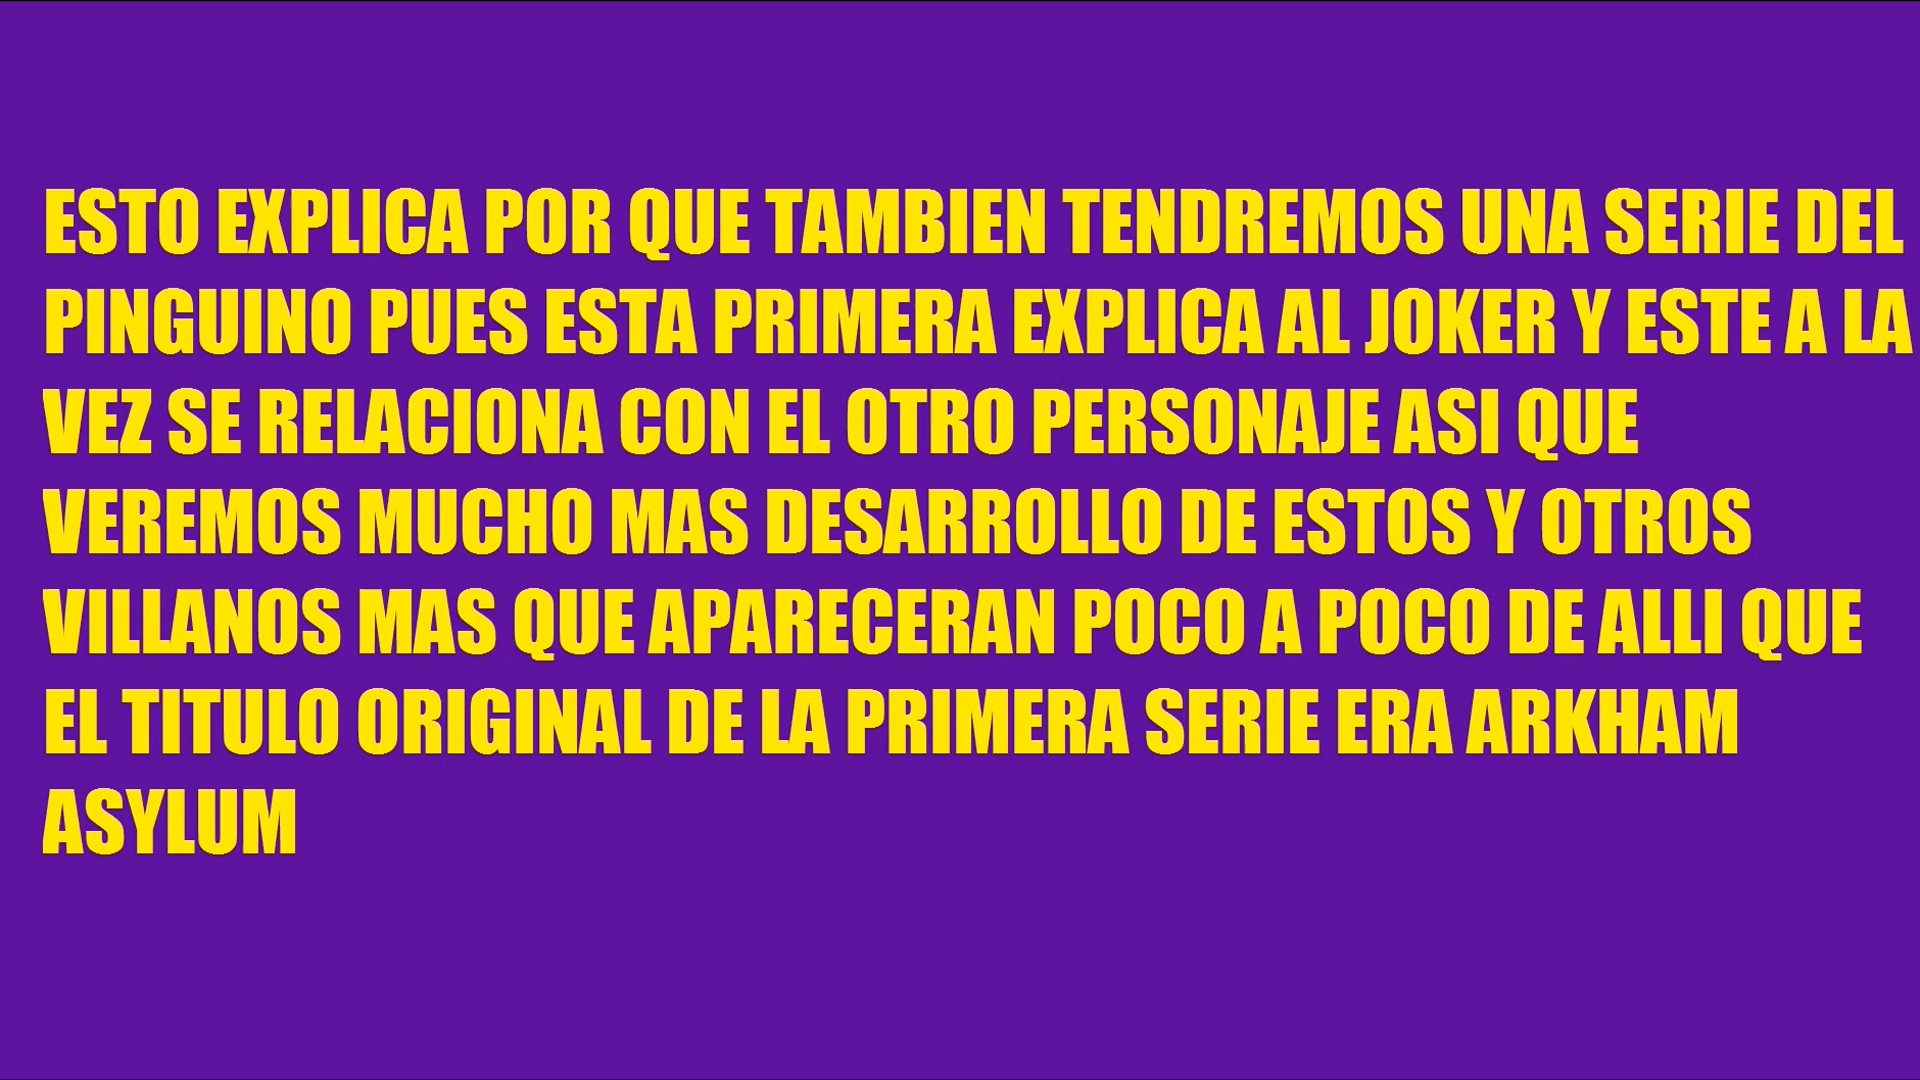 ESTO EXPLICA POR QUE TAMBIEN TENDREMOS UNA SERIE DEL
PINGUINO PUES ESTA PRIMERA EXPLICA AL JOKER Y ESTE A LA
VEZ SE RELACIONA CON EL OTRO PERSONAJE ASI QUE
VEREMOS MUCHO MAS DESARROLLO DE ESTOS Y OTROS
VILLANOS MAS QUE APARECERAN POCO A POCO DE ALLI QUE
EL TITULO ORIGINAL DE LA PRIMERA SERIE ERA ARKHAM
ASYLUM